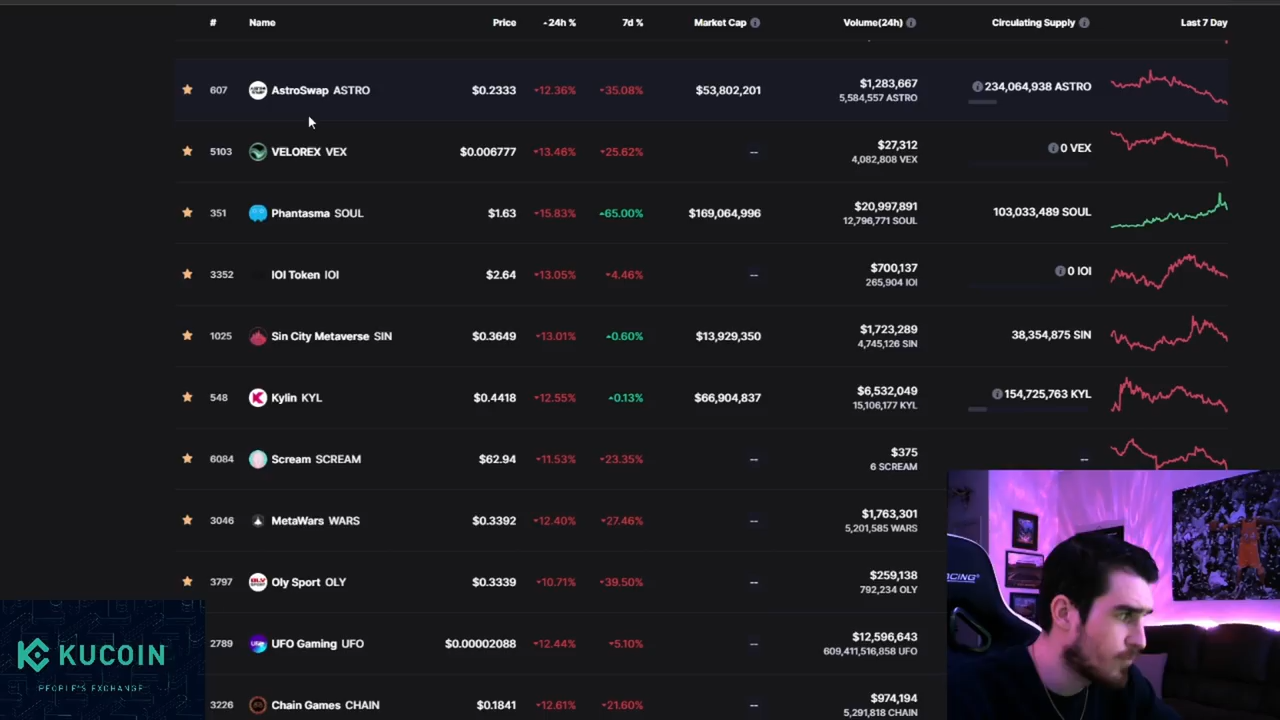 # Name Price 24h % 7d % Market Cap Volume(24h) Circulating Supply Last 7 Day
607 AstroSwap ASTRO $0.2333 12.36% 35.08% $53,802,201 $1,283,667 234,064,938 ASTRO
5,584,557 ASTRO
5103 VELOREX VEX $0.006777 13.46% 25.62% -- $27,312 0 VEX
4,082,808 VEX
351 Phantasma SOUL $1.63 15.83% 65.00% $169,064,996 $20,997,891 103,033,489 SOUL
12,796,771 SOUL
3352 IOI Token IOI $2.64 13.05% 4.46% -- $700,137 0 IOI
265,904 IOI
1025 Sin City Metaverse SIN $0.3649 13.01% 0.60% $13,929,350 $1,723,289 38,354,875 SIN
4,745,126 SIN
548 Kylin KYL $0.4418 12.55% 0.13% $66,904,837 $6,532,049 154,725,763 KYL
15,106,177 KYL
6084 Scream SCREAM $62.94 11.53% 23.35% -- $375 --
6 SCREAM
3046 MetaWars WARS $0.3392 12.40% 27.46% -- $1,763,301
5,201,585 WARS
3797 Oly Sport OLY $0.3339 10.71% 39.50% -- $259,138
792,234 OLY
2789 UFO Gaming UFO $0.00002088 12.44% 5.10% -- $12,596,643
609,411,516,858 UFO
3226 Chain Games CHAIN $0.1841 12.61% 21.60% -- $974,194
5,291,818 CHAIN
KUCOIN
PEOPLE'S EXCHANGE